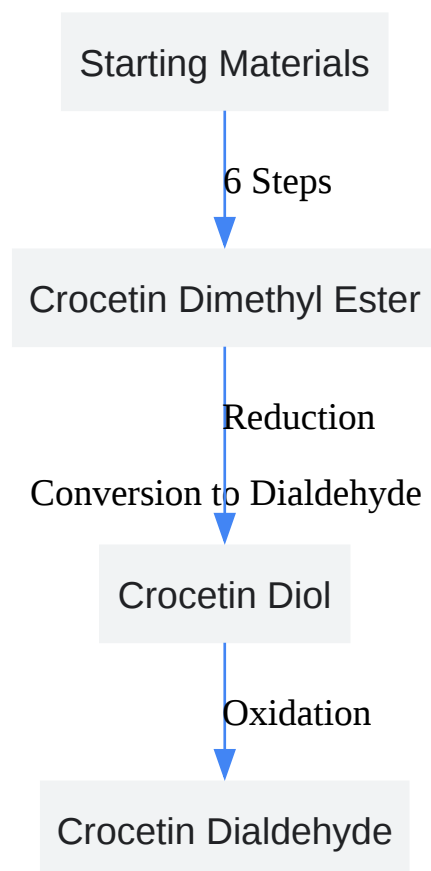 Starting Materials
6 Steps
Crocetin Dimethyl Ester
Reduction
Conversion to Dialdehyde
Crocetin Diol
Oxidation
Crocetin Dialdehyde